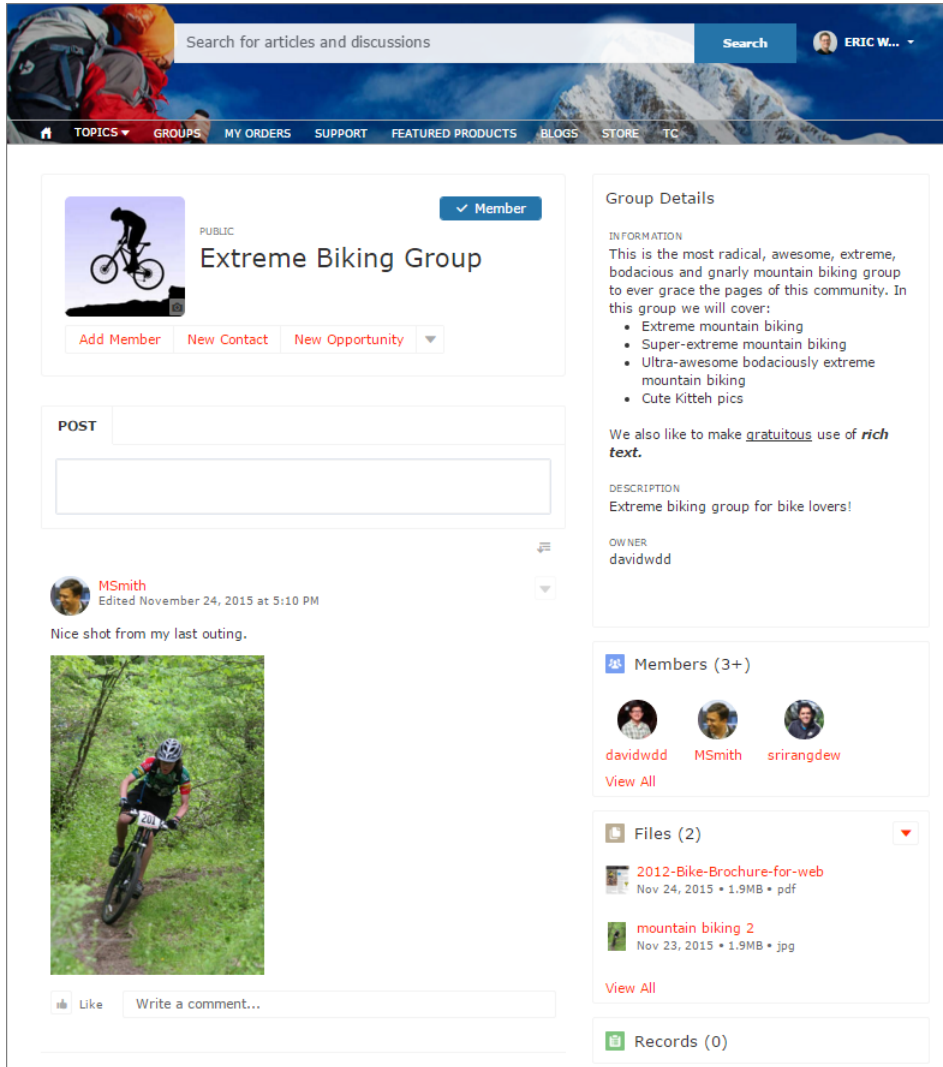 Search for articles and discussions
Search
ERIC W...
TOPICS
GROUPS
MY ORDERS
SUPPORT
FEATURED PRODUCTS
BLOGS
STORE
TC
Member
PUBLIC
Extreme Biking Group
Add Member
New Contact
New Opportunity
POST
MSmith
Edited November 24, 2015 at 5:10 PM
Nice shot from my last outing.
201
Like
Write a comment...
Group Details
INFORMATION
This is the most radical, awesome, extreme,
bodacious and gnarly mountain biking group
to ever grace the pages of this community. In
this group we will cover:
• Extreme mountain biking
• Super-extreme mountain biking
• Ultra-awesome bodaciously extreme
mountain biking
• Cute Kitteh pics
We also like to make gratuitous use of rich
text.
DESCRIPTION
Extreme biking group for bike lovers!
OWNER
davidwdd
Members (3+)
davidwdd
MSmith
srirangdew
View All
Files (2)
2012-Bike-Brochure-for-web
Nov 24, 2015 • 1.9MB • pdf
mountain biking 2
Nov 23, 2015 • 1.9MB • jpg
View All
Records (0)